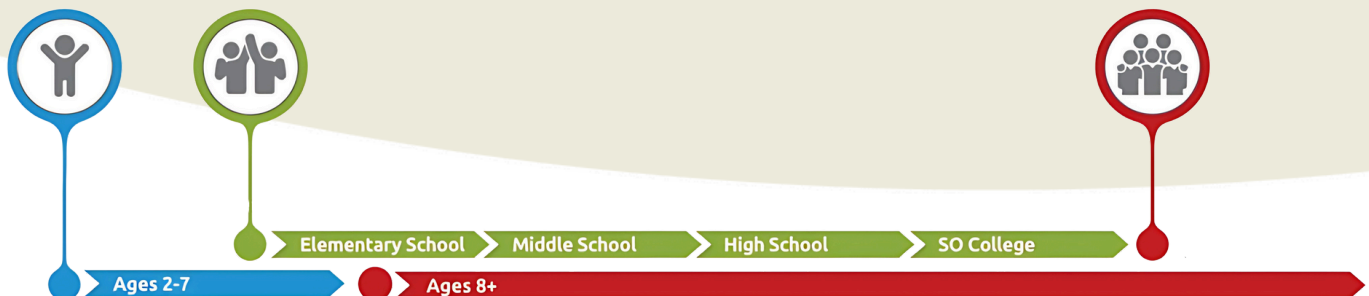 Elementary School Middle School High School SO College
Ages 2-7 Ages 8+